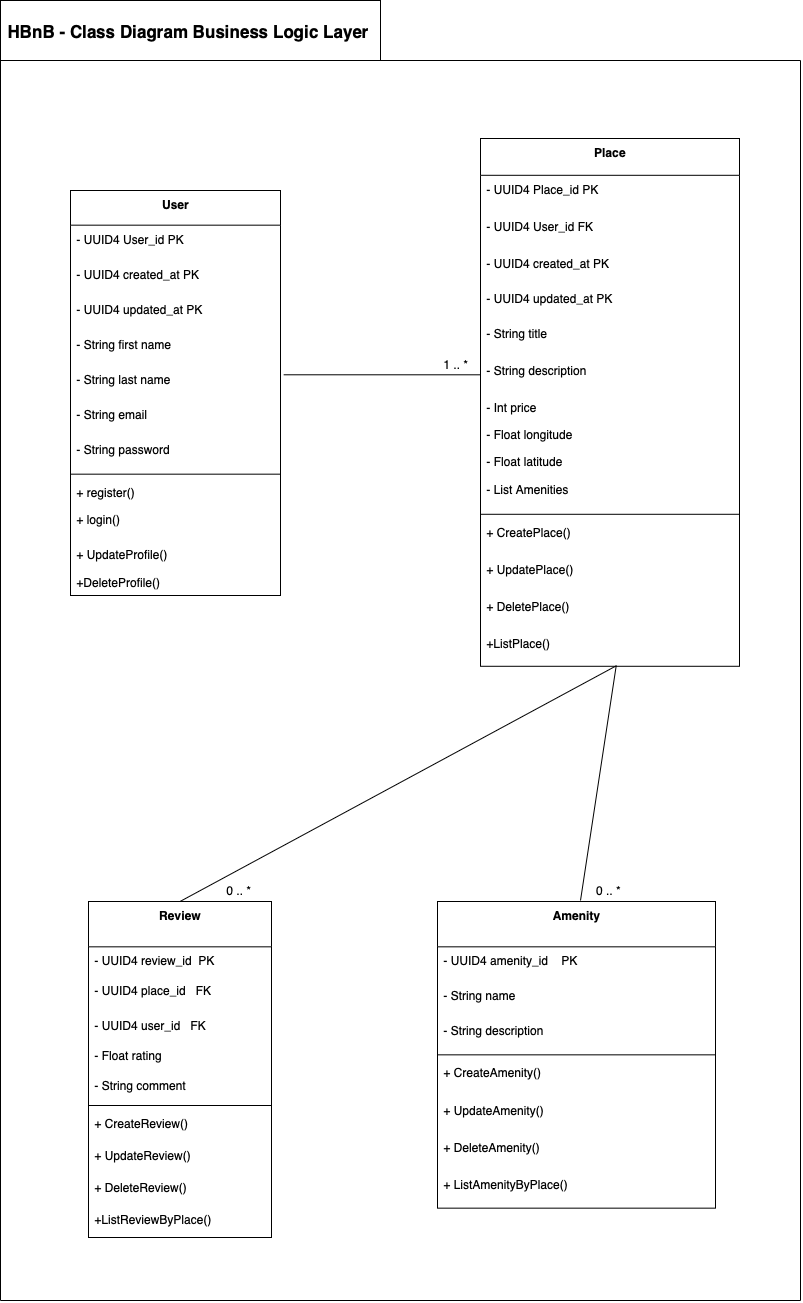 HBnB - Class Diagram Business Logic Layer
User
- UUID4 User_id PK
- UUID4 created_at PK
- UUID4 updated_at PK
- String first name
- String last name
- String email
- String password
+ register()
+ login()
+ UpdateProfile()
+DeleteProfile()
1 .. *
Place
- UUID4 Place_id PK
- UUID4 User_id FK
- UUID4 created_at PK
- UUID4 updated_at PK
- String title
- String description
- Int price
- Float longitude
- Float latitude
- List Amenities
+ CreatePlace()
+ UpdatePlace()
+ DeletePlace()
+ListPlace()
0 .. *
Review
- UUID4 review_id  PK
- UUID4 place_id   FK
- UUID4 user_id   FK
- Float rating
- String comment
+ CreateReview()
+ UpdateReview()
+ DeleteReview()
+ListReviewByPlace()
0 .. *
Amenity
- UUID4 amenity_id    PK
- String name
- String description
+ CreateAmenity()
+ UpdateAmenity()
+ DeleteAmenity()
+ ListAmenityByPlace()